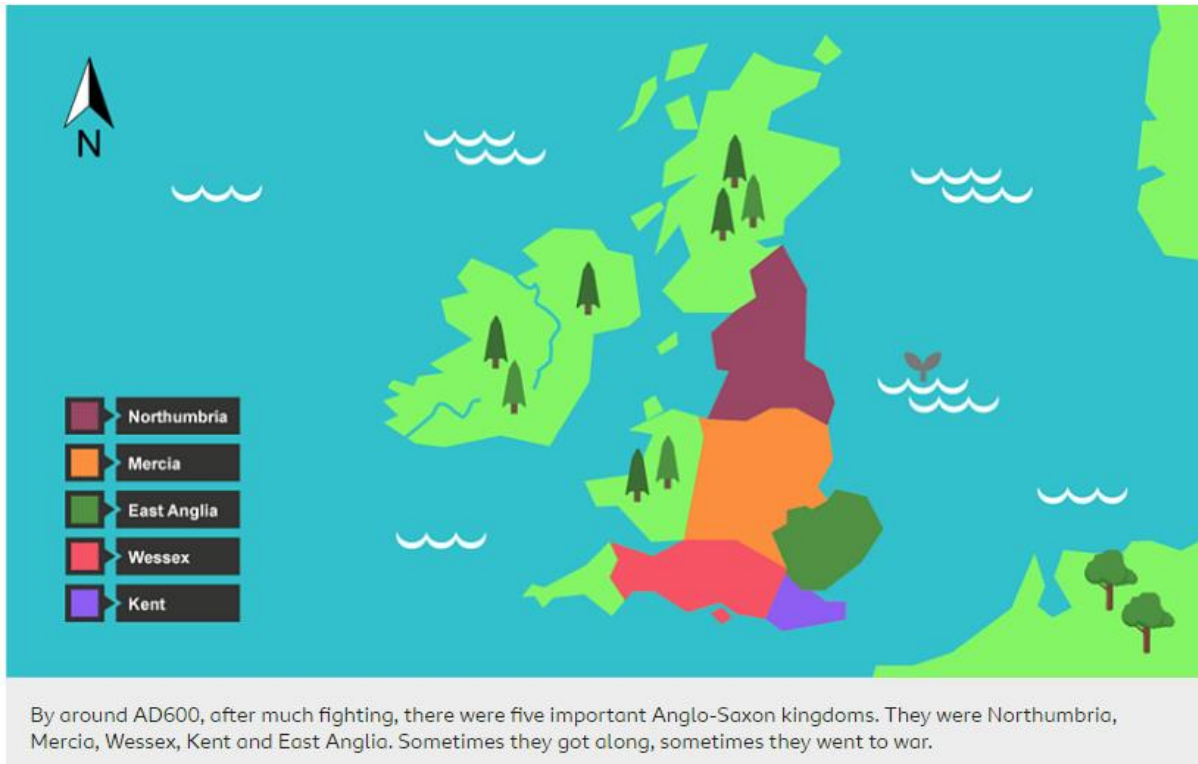 N
Northumbria
Mercia
East Anglia
Wessex
Kent
By around AD600, after much fighting, there were five important Anglo-Saxon kingdoms. They were Northumbria,
Mercia, Wessex, Kent and East Anglia. Sometimes they got along, sometimes they went to war.